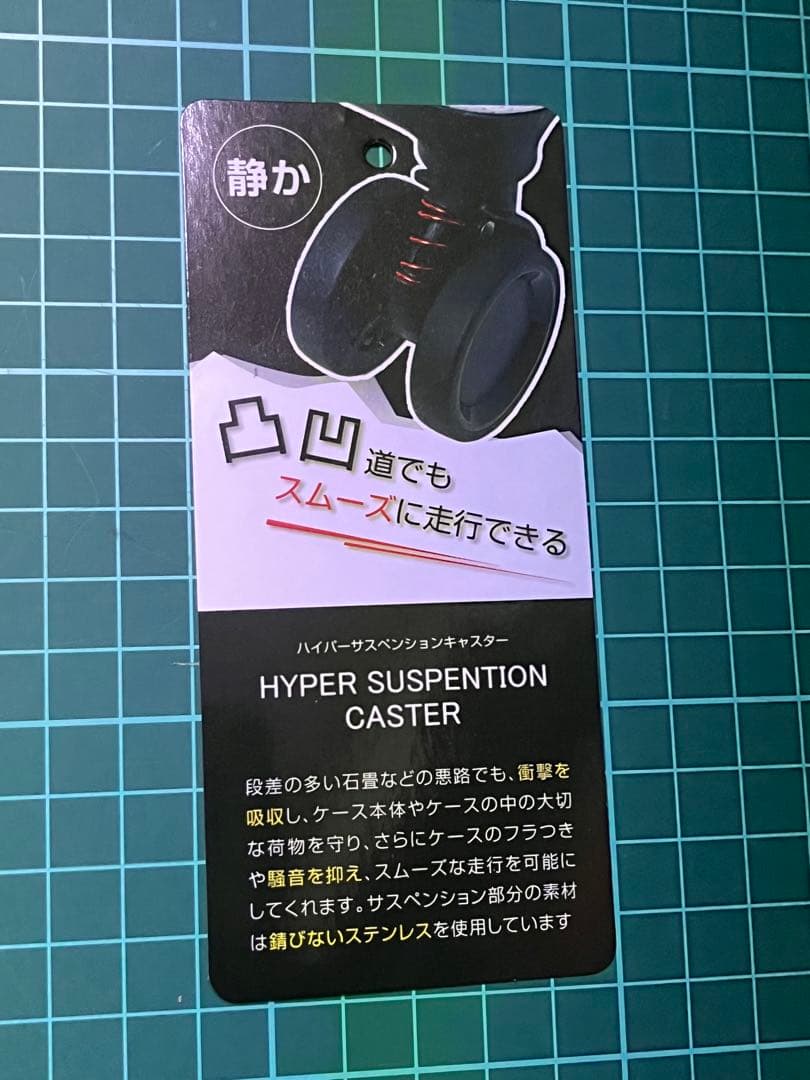 静か
凸凹道でも
スムーズに走行できる
ハイパーサスペンションキャスター
HYPER SUSPENTION
CASTER
段差の多い石畳などの悪路でも、衝撃を
吸収し、ケース本体やケースの中の大切
な荷物を守り、さらにケースのフラつき
や騒音を抑え、スムーズな走行を可能に
してくれます。サスペンション部分の素材
は錆びないステンレスを使用しています